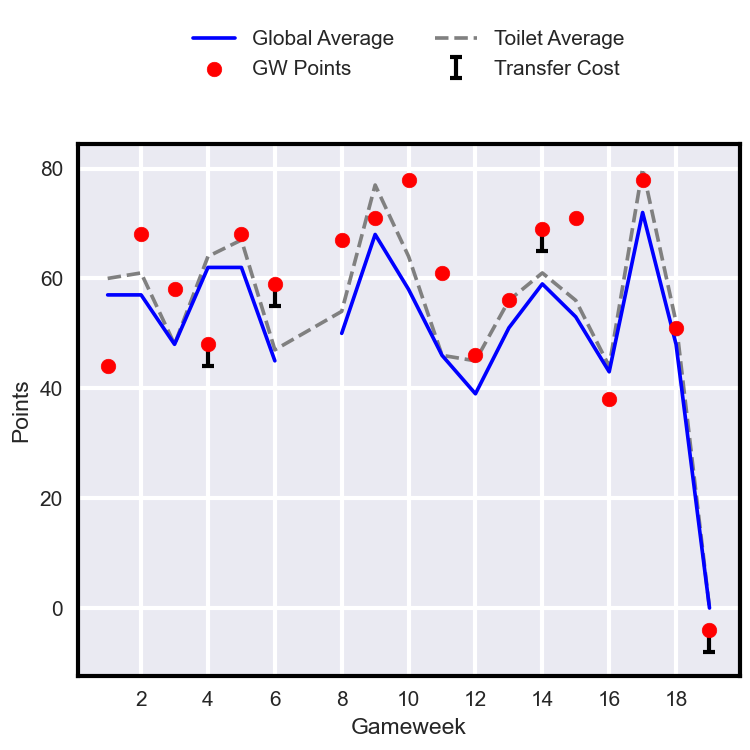 Global Average
Toilet Average
GW Points
Transfer Cost
80
60
40
20
0
Points
2 4 6 8 10 12 14 16 18
Gameweek